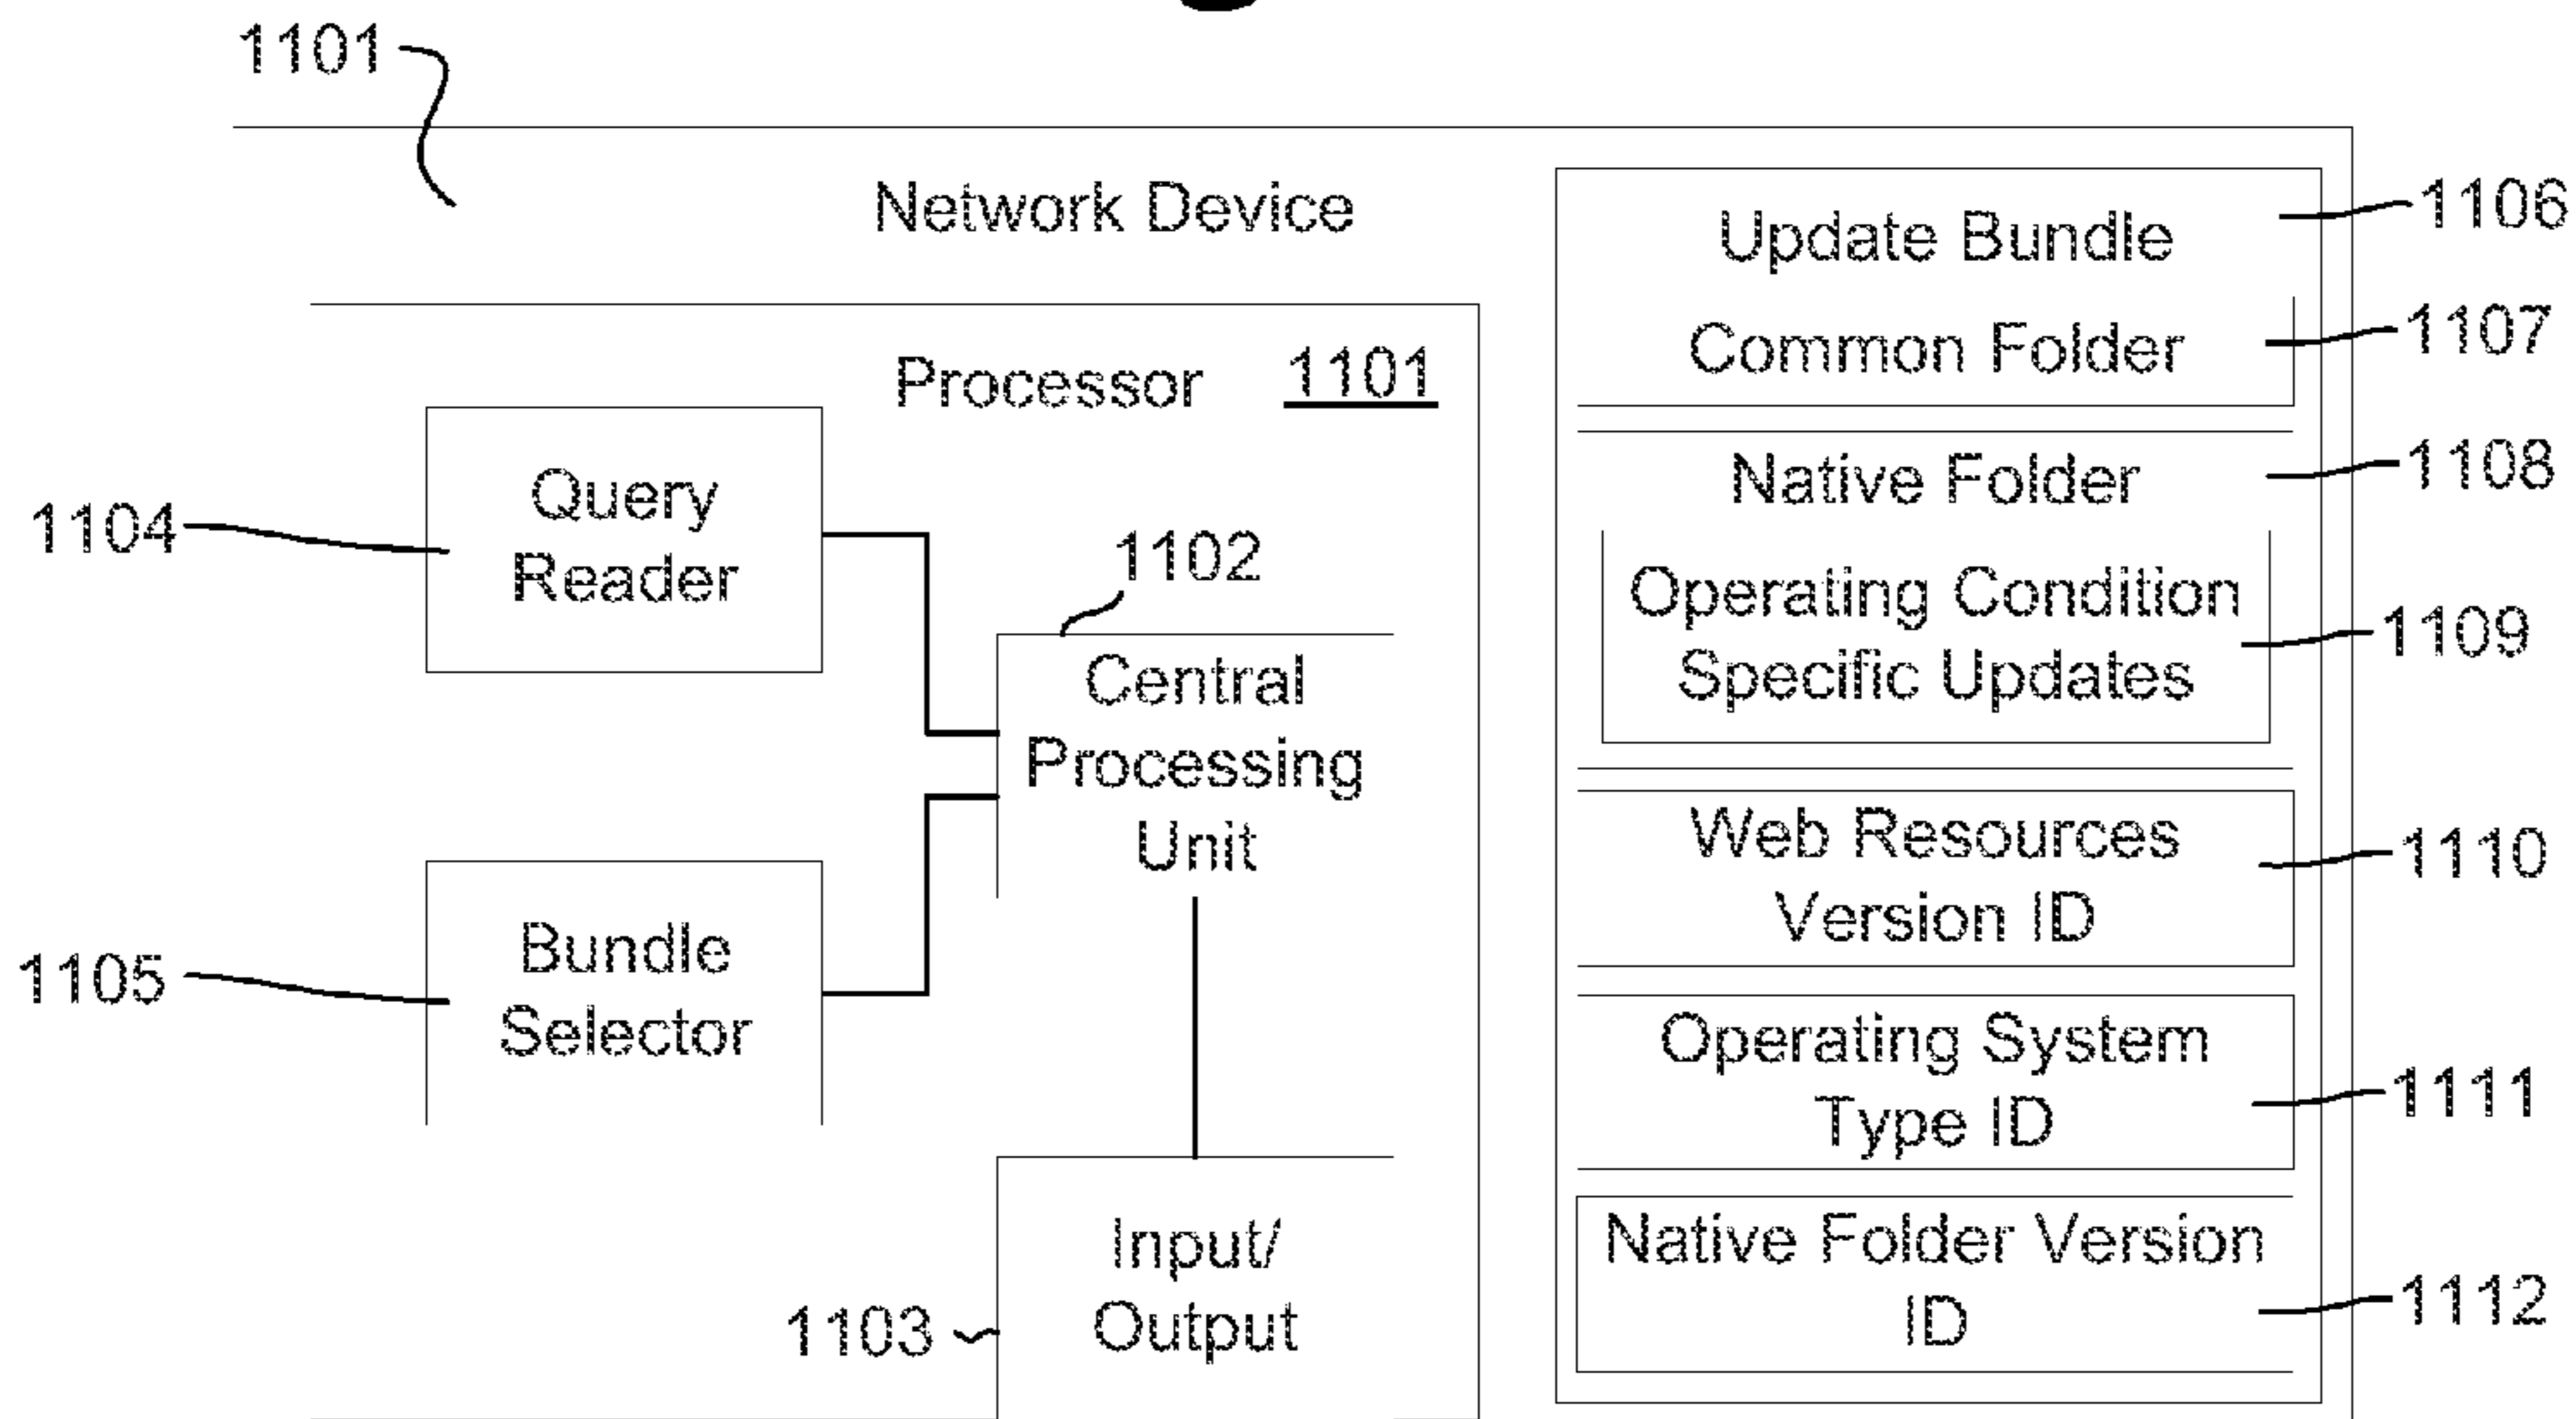 1101
Network Device
Processor 1101
Query
Reader
1104
1102
Central
Processing
Unit
Bundle
Selector
1105
Input/
Output
1103
Update Bundle
1106
Common Folder
1107
Native Folder
1108
Operating Condition
Specific Updates
1109
Web Resources
Version ID
1110
Operating System
Type ID
1111
Native Folder Version
ID
1112